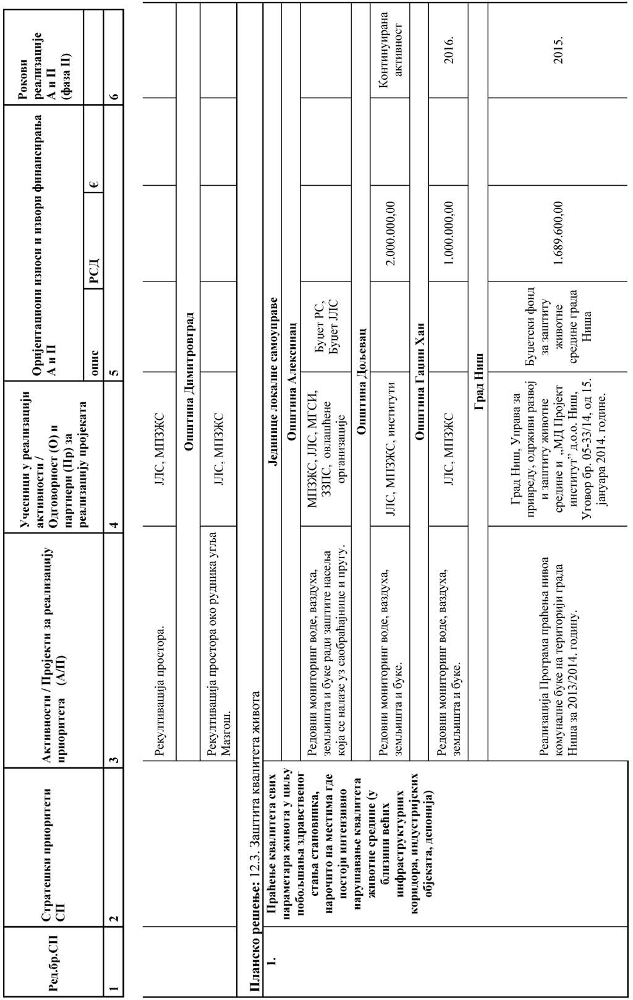 Ред.бр.СП
Стратешки приоритети
СП
Активности / Пројекти за реализацију
приоритета (А/П)
Учесници у реализацији
активности /
Одговорност (О) и
партнери (Пр) за
реализацију пројеката
Оријентациони износи и извори финансирања
А и П
опис
РСД
€
Рокови
реализације
А и П
(фаза II)
1
2
3
4
5
6
Рекултивација простора.
ЈЛС, МПЗЖС
Општина Димитровград
Рекултивација простора око рудника угља
Мазгош.
ЈЛС, МПЗЖС
Планско решење: 12.3. Заштита квалитета живота
1.
Праћење квалитета свих
параметара живота у циљу
побољшања здравственог
стања становника,
нарочито на местима где
постоји интензивно
нарушавање квалитета
животне средине (у
близини већих
инфраструктурних
коридора, индустријских
објеката, депонија)
Јединице локалне самоуправе
Општина Алексинац
Редовни мониторинг воде, ваздуха,
земљишта и буке ради заштите насеља
која се налазе уз саобраћајнице и пругу.
МПЗЖС, ЈЛС, МГСИ,
ЗЗПС, овлашћене
организације
Буџет РС,
Буџет ЈЛС
Општина Дољевац
Редовни мониторинг воде, ваздуха,
земљишта и буке.
ЈЛС, МПЗЖС, институти
2.000.000,00
Континуирана
активност
Општина Гаџин Хан
Редовни мониторинг воде, ваздуха,
земљишта и буке.
ЈЛС, МПЗЖС
1.000.000,00
2016.
Град Ниш
Реализација Програма праћења нивоа
комуналне буке на територији града
Ниша за 2013/2014. годину.
Град Ниш, Управа за
привреду, одрживи развој
и заштиту животне
средине и „МД Пројект
институт” д.о.о. Ниш,
Уговор бр. 05-33/14, од 15.
јануара 2014. године.
Буџетски фонд
за заштиту
животне
средине града
Ниша
1.689.600,00
2015.